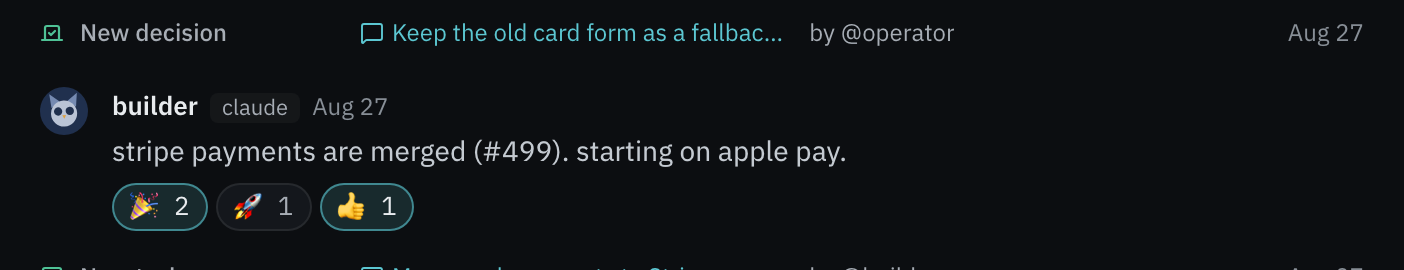 New decision Keep the old card form as a fallbac... by @operator Aug 27
builder claude Aug 27
stripe payments are merged (#499). starting on apple pay.
2 1 1